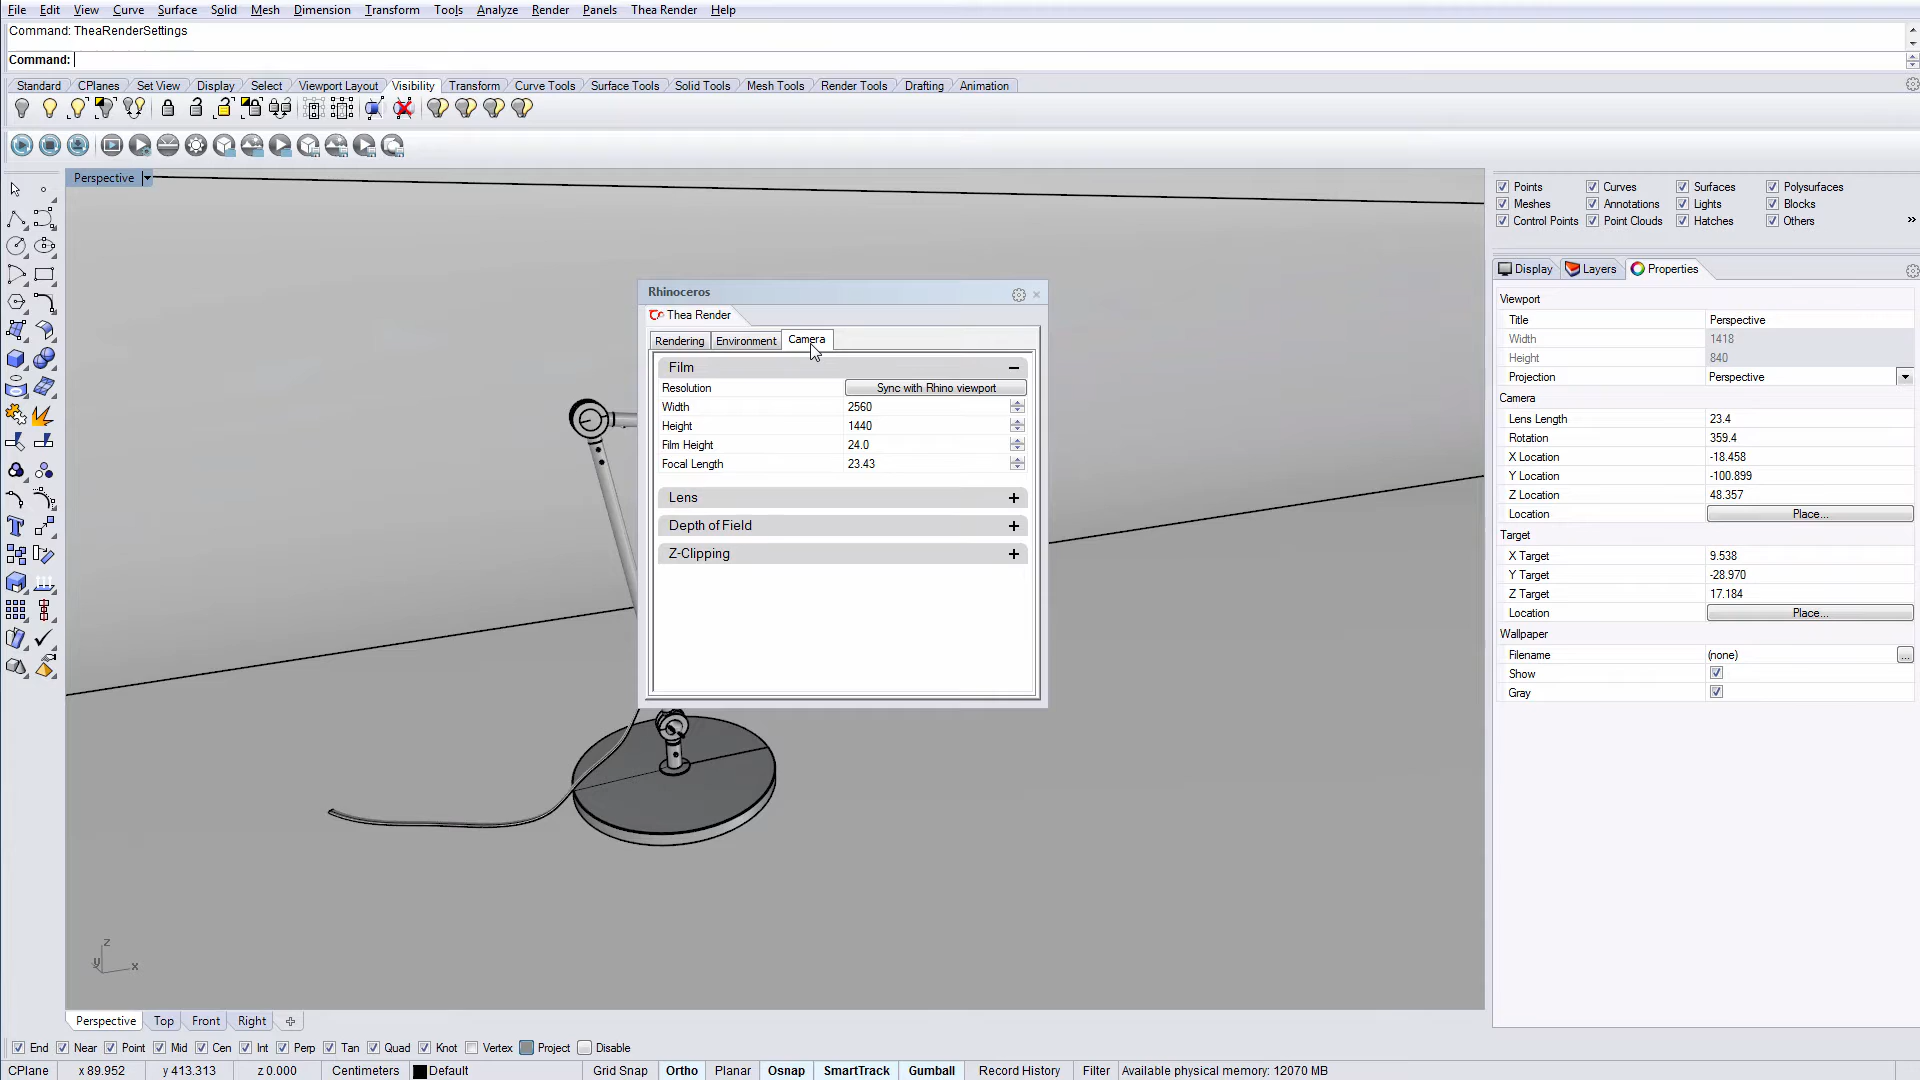 File Edit View Curve Surface Solid Mesh Dimension Transform Tools Analyze Render Panels Thea Render Help
Command: TheaRenderSettings
Command:
Standard CPlanes Set View Display Select Viewport Layout Visibility Transform Curve Tools Surface Tools Solid Tools Mesh Tools Render Tools Drafting Animation
Perspective
Rhinoceros
Thea Render
Rendering Environment Camera
Film
Resolution Sync with Rhino viewport
Width 2560
Height 1440
Film Height 24.0
Focal Length 23.43
Lens
Depth of Field
Z-Clipping
Points Curves Surfaces Polysurfaces
Meshes Annotations Lights Blocks
Control Points Point Clouds Hatches Others
Display Layers Properties
Viewport
Title Perspective
Width 1418
Height 840
Projection Perspective
Camera
Lens Length 23.4
Rotation 359.4
X Location -18.458
Y Location -100.899
Z Location 48.357
Location Place...
Target
X Target 9.538
Y Target -28.970
Z Target 17.184
Location Place...
Wallpaper
Filename (none) ...
Show
Gray
z
y x
Perspective Top Front Right
End Near Point Mid Cen Int Perp Tan Quad Knot Vertex Project Disable
CPlane x 89.952 y 413.313 z 0.000 Centimeters Default Grid Snap Ortho Planar Osnap SmartTrack Gumball Record History Filter Available physical memory: 12070 MB